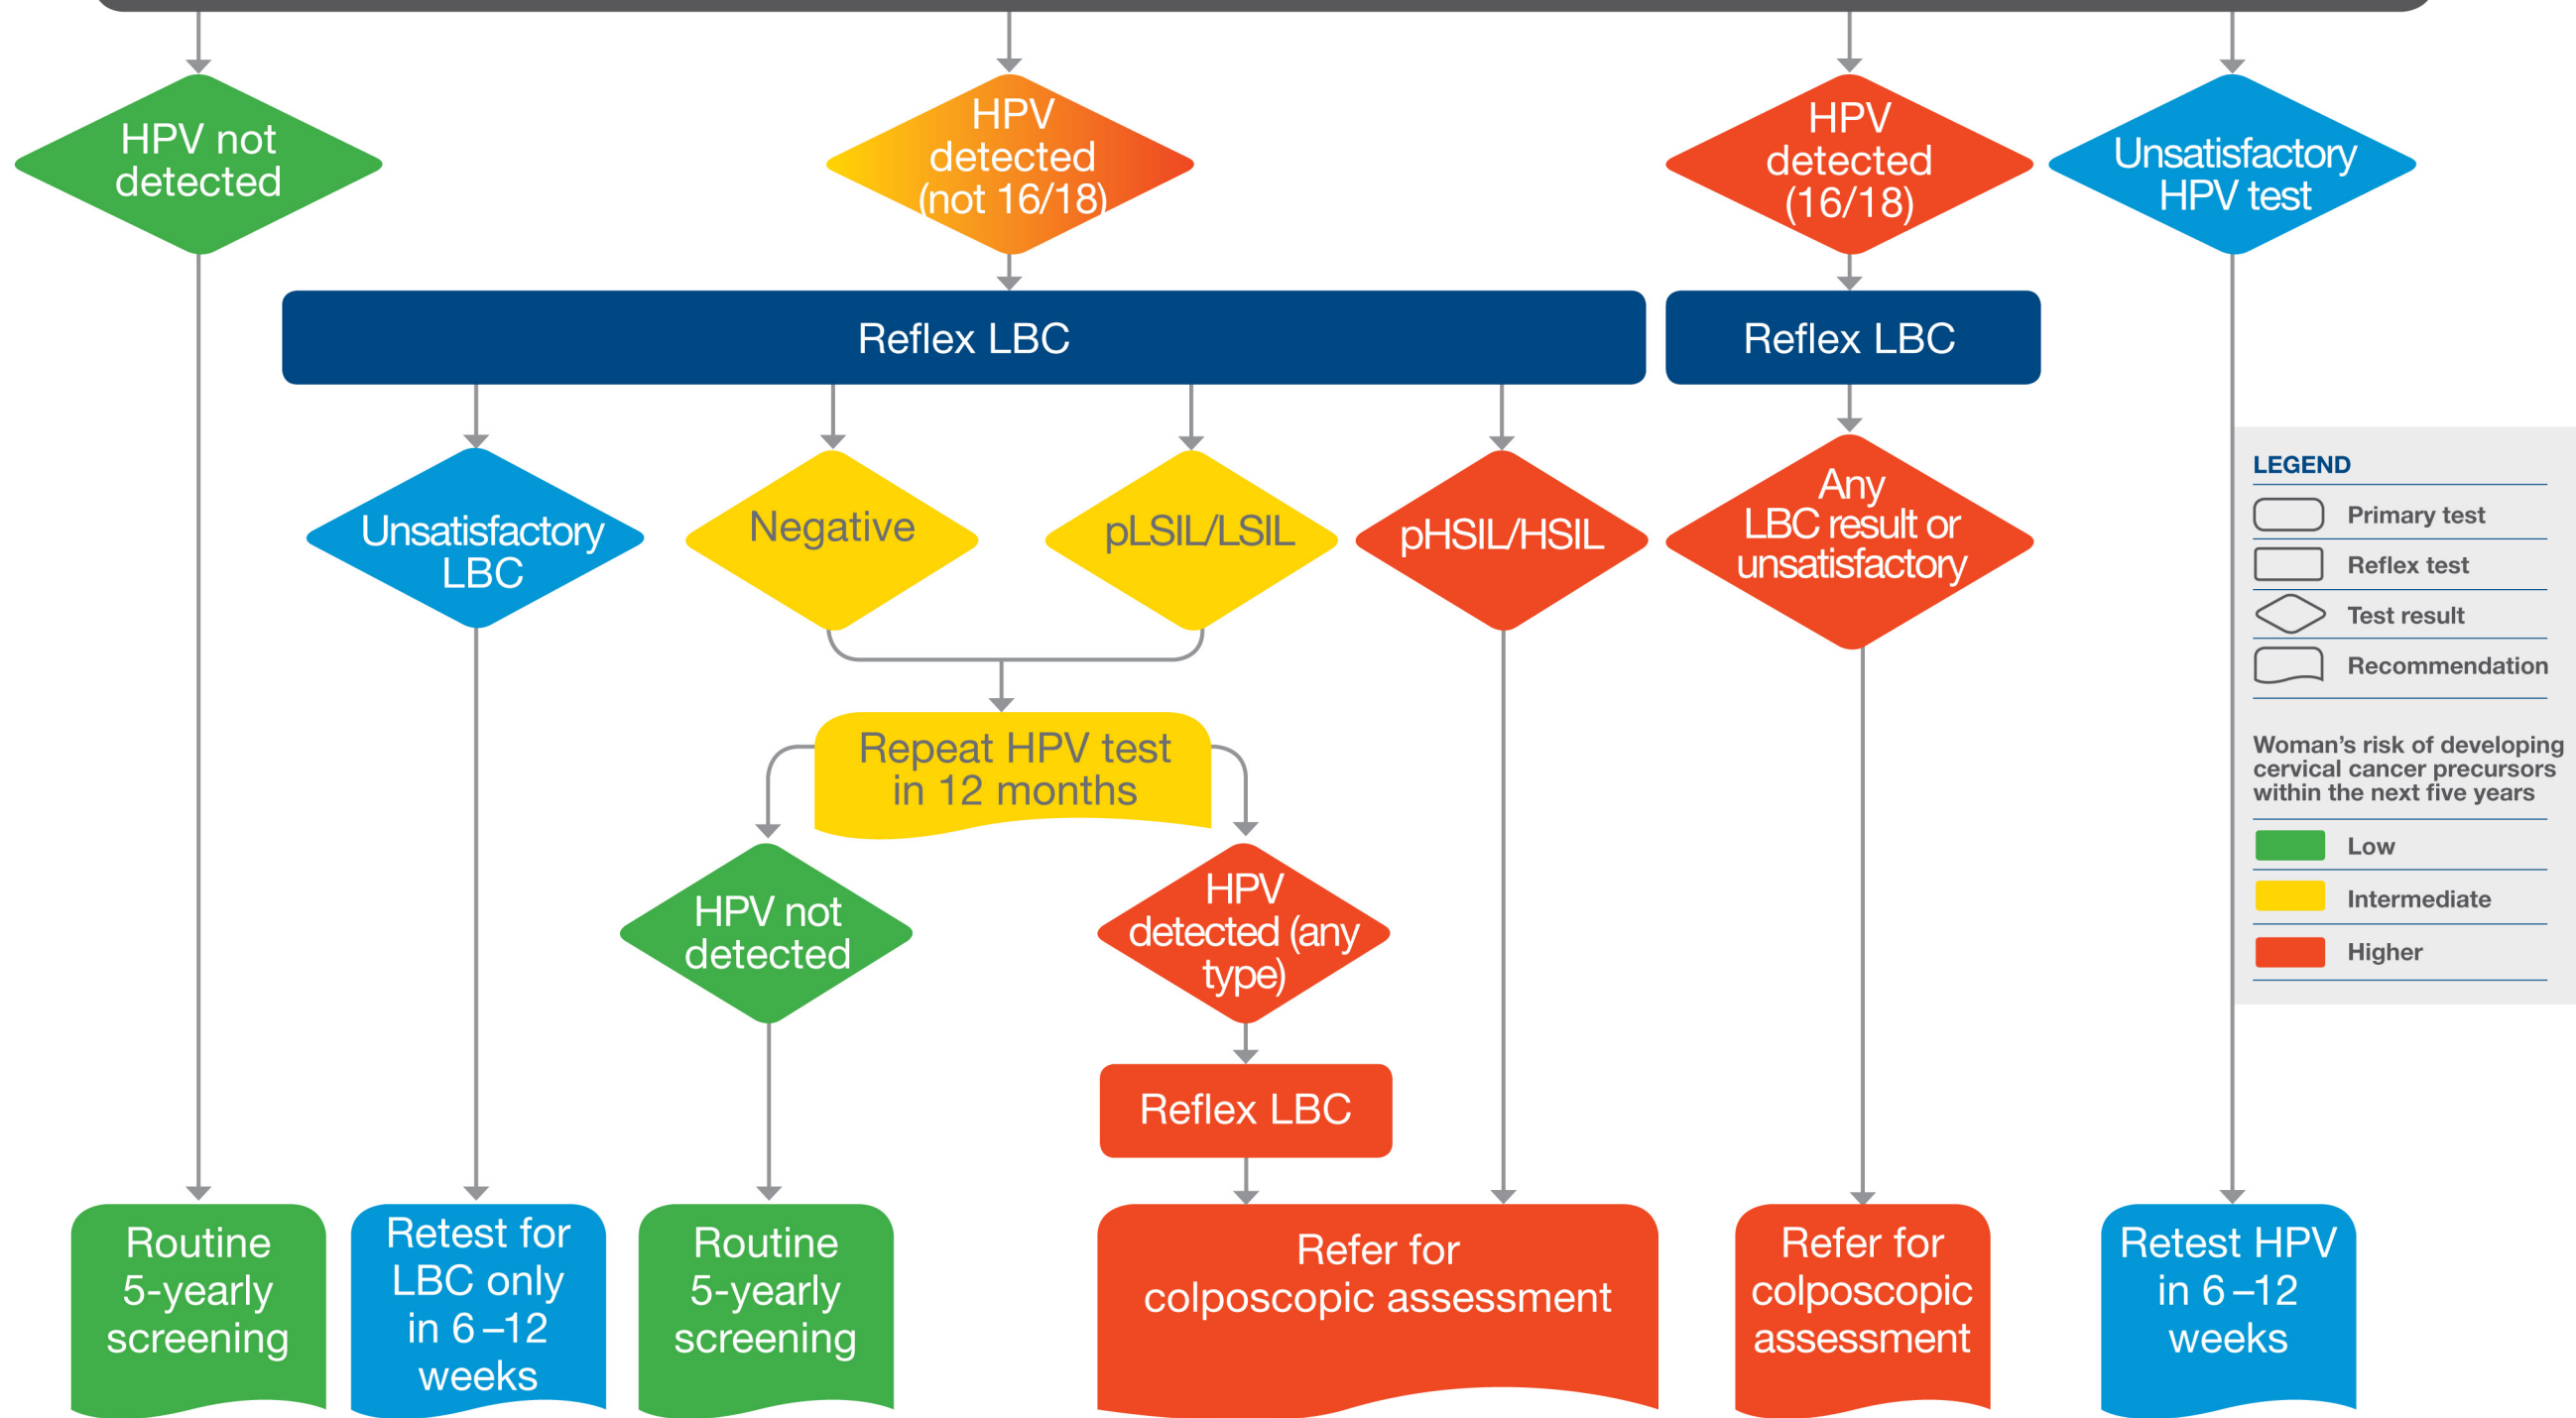 HPV not
detected
HPV
detected
(not 16/18)
HPV
detected
(16/18)
Unsatisfactory
HPV test
Reflex LBC
Reflex LBC
Unsatisfactory
LBC
Negative
pLSIL/LSIL
pHSIL/HSIL
Any
LBC result or
unsatisfactory
LEGEND
Primary test
Reflex test
Test result
Recommendation
Woman's risk of developing
cervical cancer precursors
within the next five years
Low
Intermediate
Higher
Repeat HPV test
in 12 months
HPV not
detected
HPV
detected (any
type)
Reflex LBC
Routine
5-yearly
screening
Retest for
LBC only
in 6–12
weeks
Routine
5-yearly
screening
Refer for
colposcopic assessment
Refer for
colposcopic
assessment
Retest HPV
in 6–12
weeks